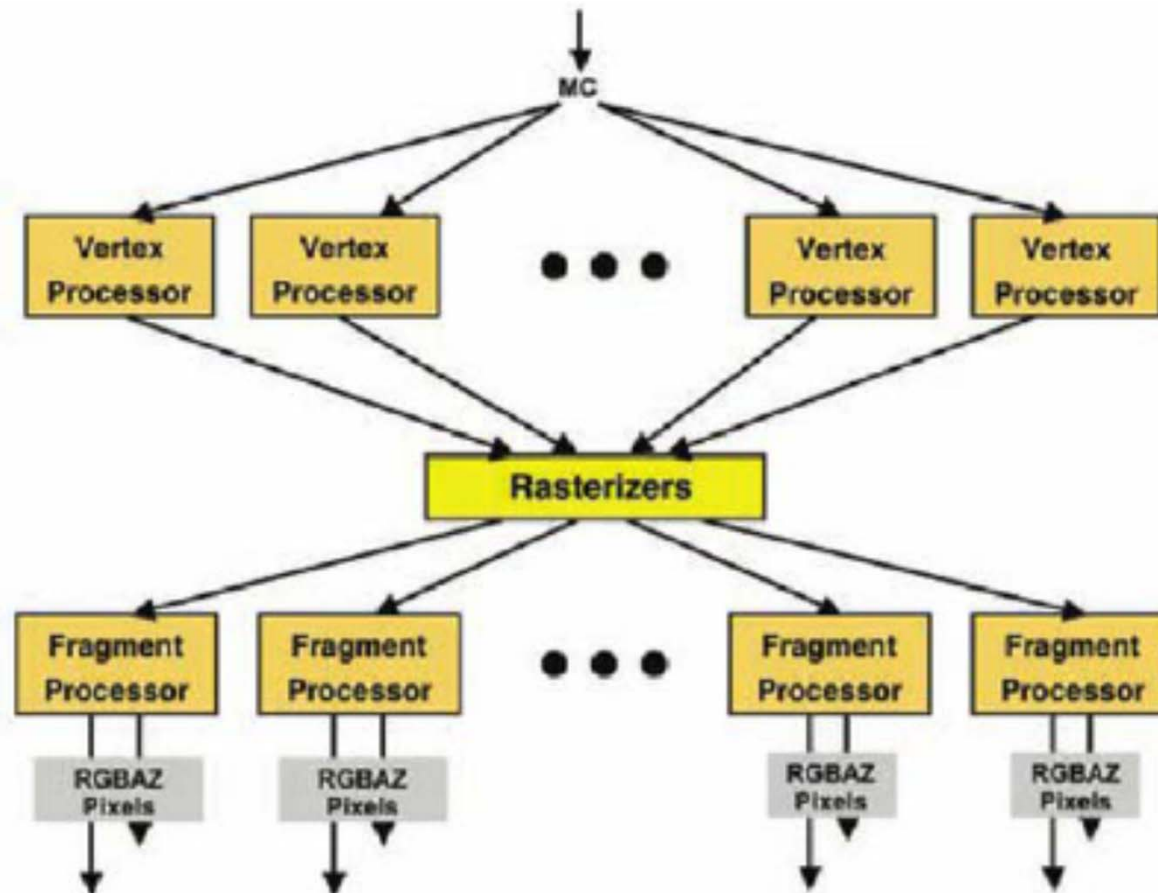 MC
Vertex
Processor
Vertex
Processor
Vertex
Processor
Vertex
Processor
Rasterizers
Fragment
Processor
Fragment
Processor
Fragment
Processor
Fragment
Processor
RGBAZ
Pixels
RGBAZ
Pixels
RGBAZ
Pixels
RGBAZ
Pixels